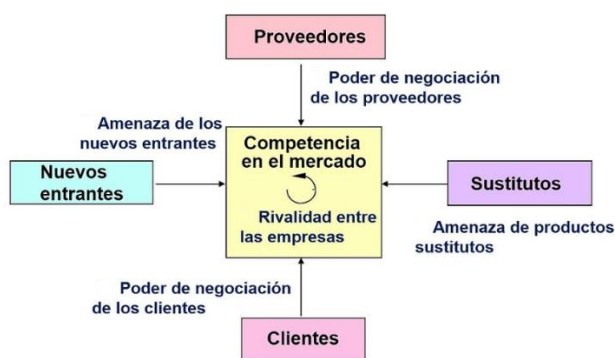 Proveedores
Poder de negociación
de los proveedores
Amenaza de los
nuevos entrantes
Competencia
en el mercado
Nuevos
entrantes
Sustitutos
Rivalidad entre
las empresas
Amenaza de productos
sustitutos
Poder de negociación
de los clientes
Clientes